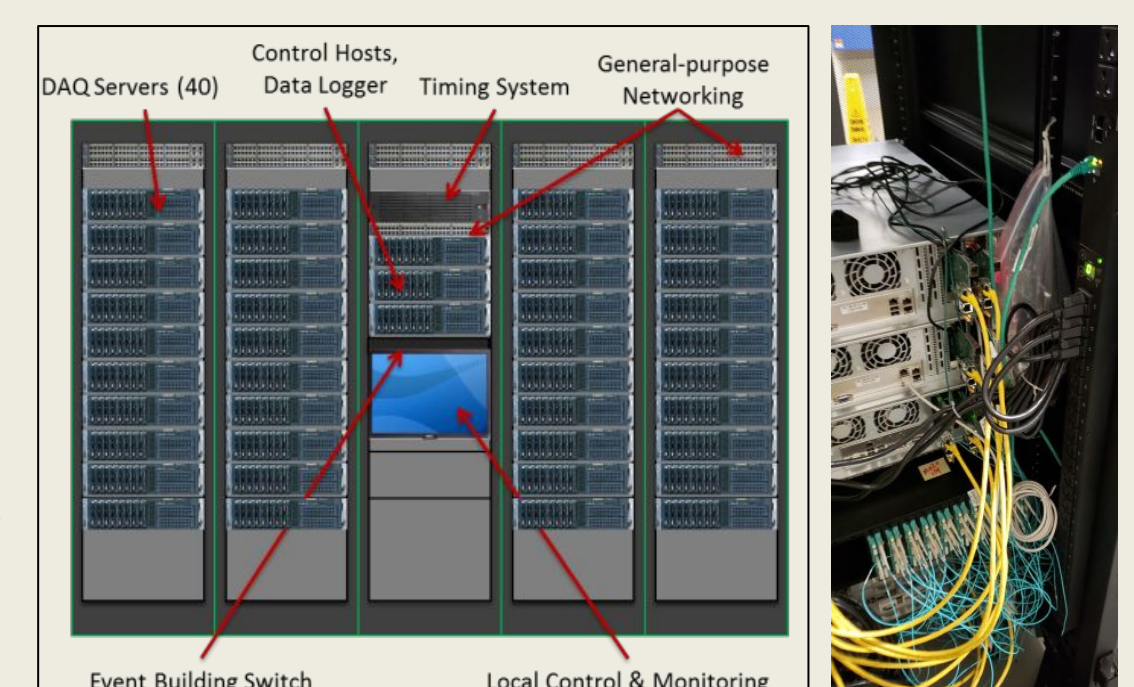 Control Hosts,
Data Logger
DAQ Servers (40)
Timing System
General-purpose
Networking
Event Building Switch
Local Control & Monitoring